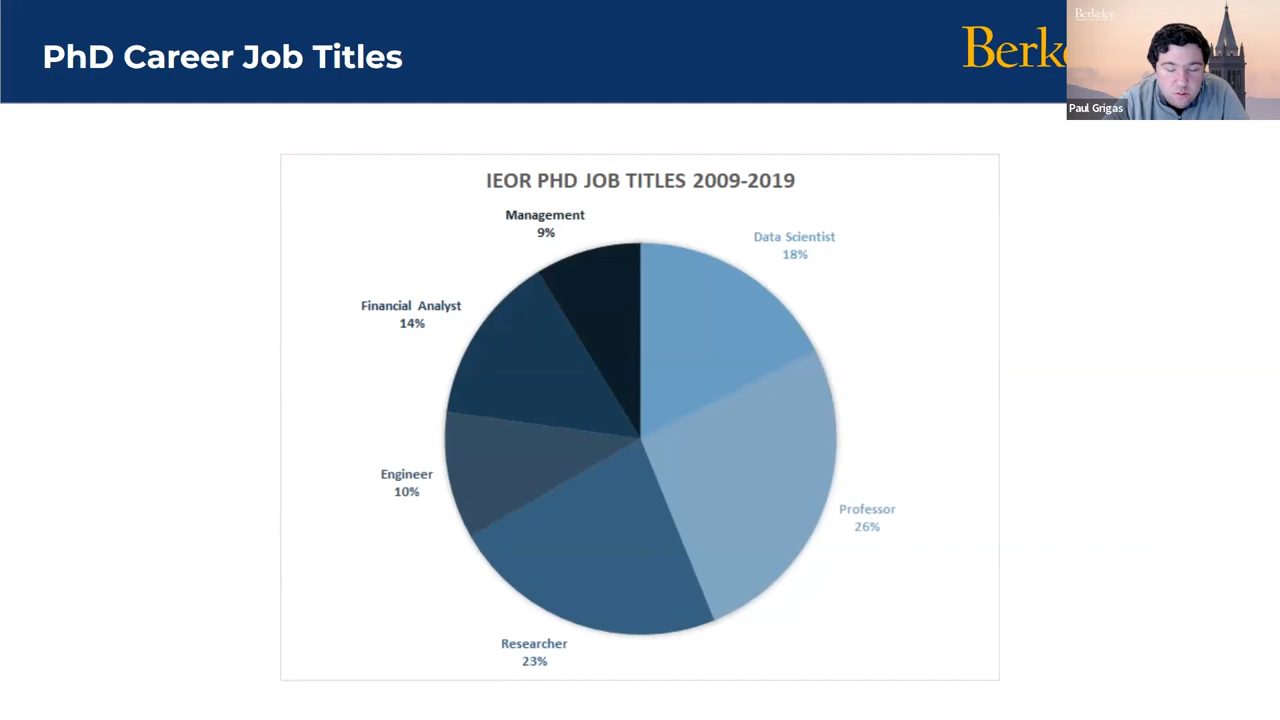 PhD Career Job Titles
Berke
Berkeley
Paul Grigas
IEOR PHD JOB TITLES 2009-2019
Management
9%
Data Scientist
18%
Financial Analyst
14%
Engineer
10%
Professor
26%
Researcher
23%